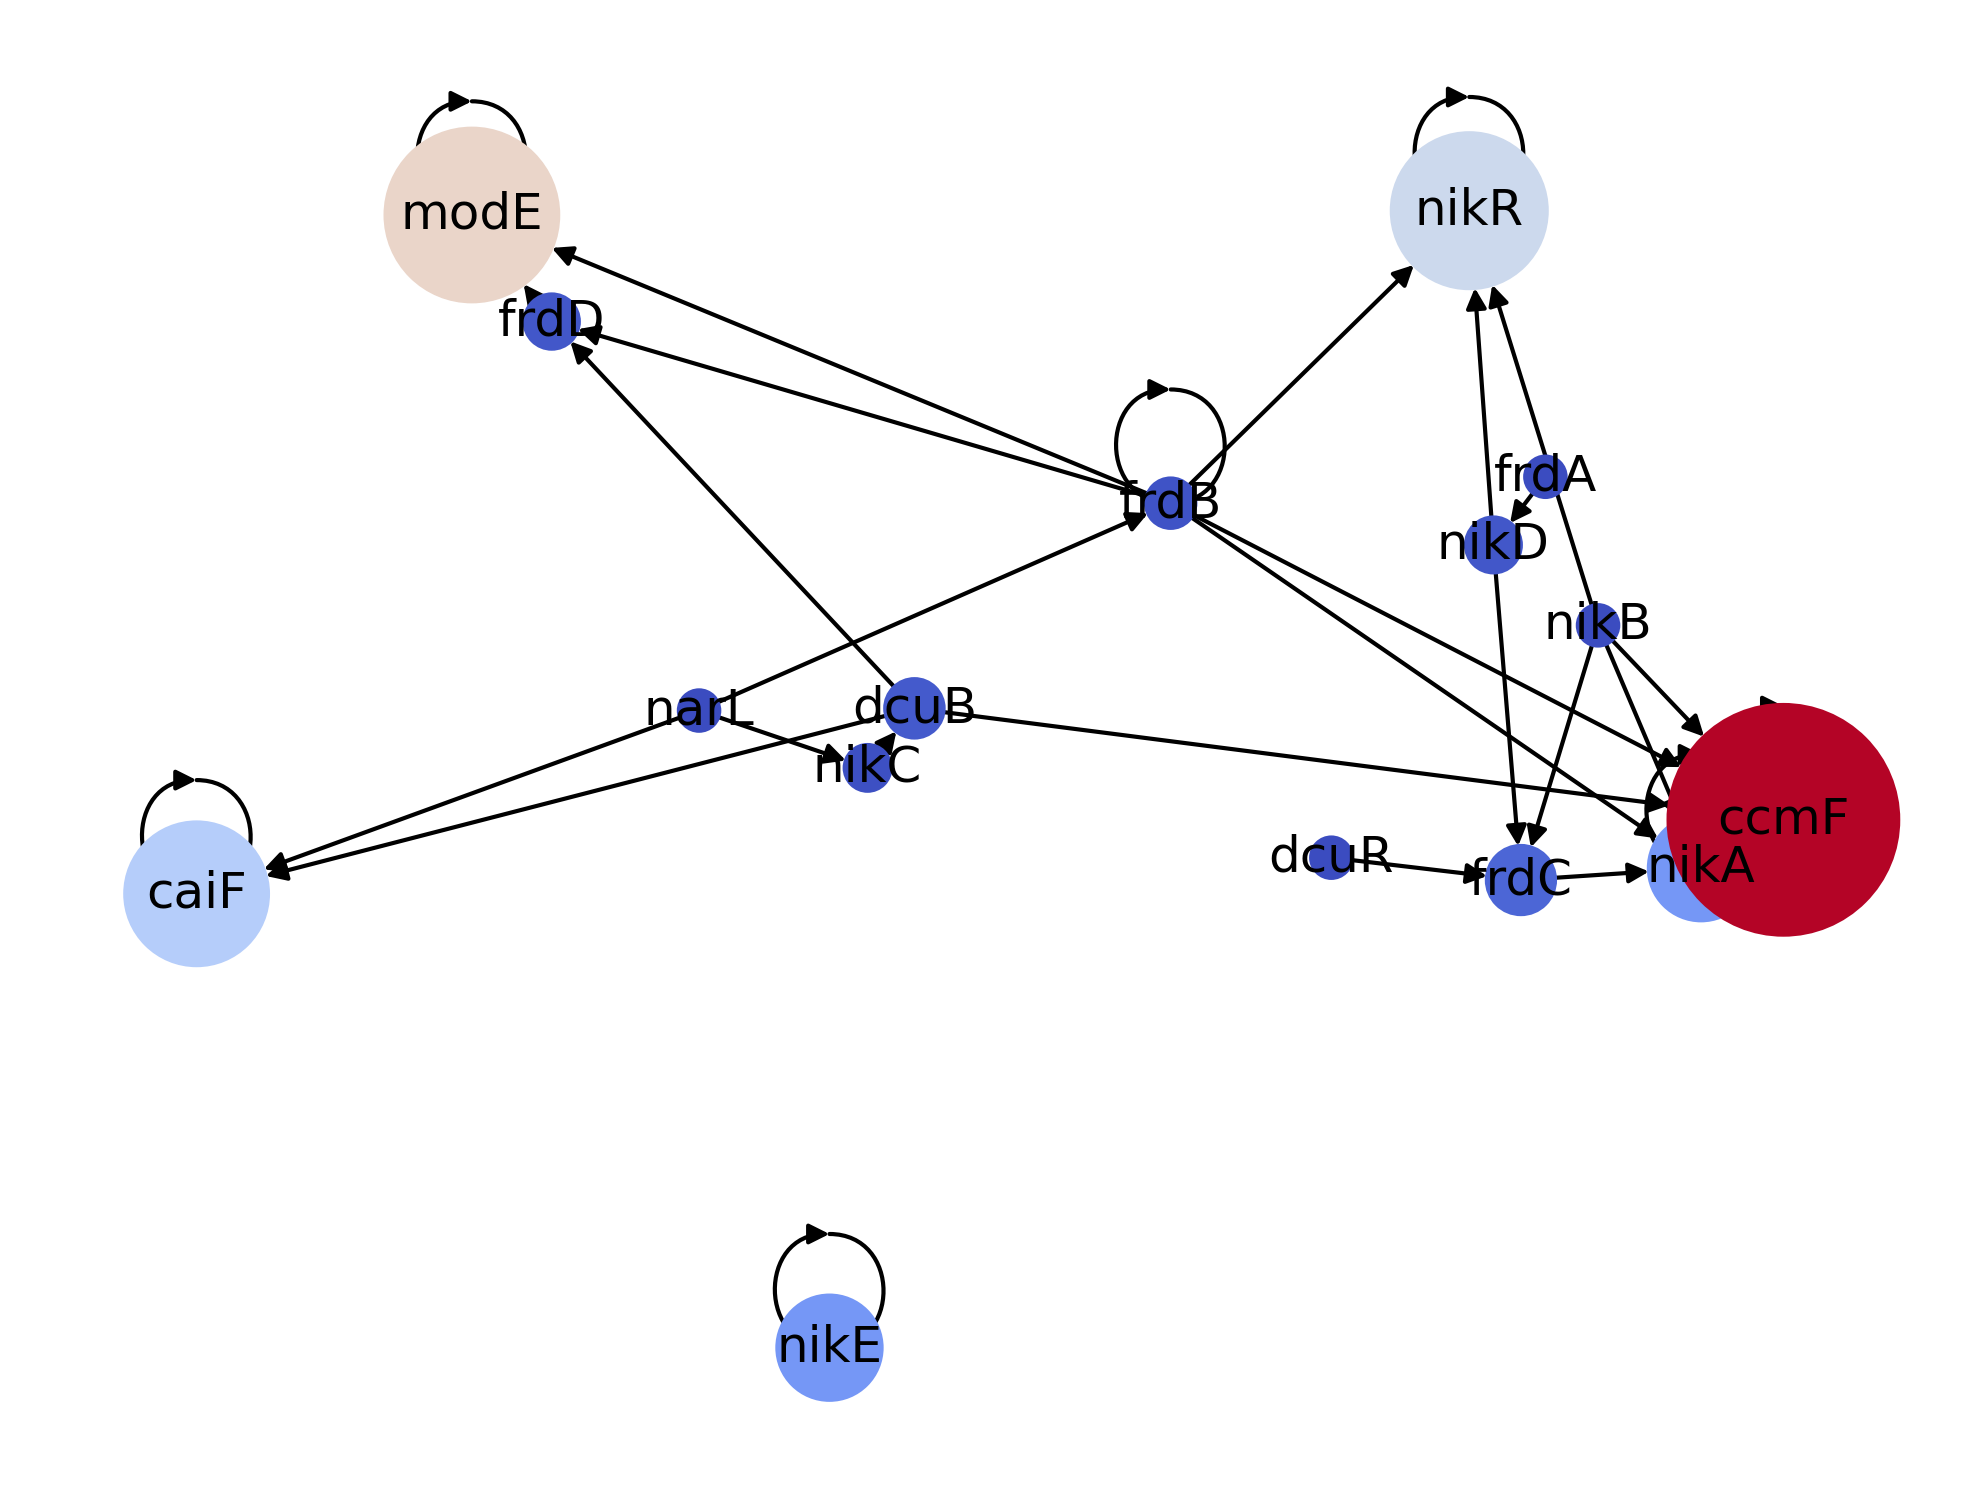 modE
nikR
frdD
frdB
frdA
nikD
nikB
narL
dcuB
nikC
ccmF
dcuR
frdC
nikA
caiF
nikE